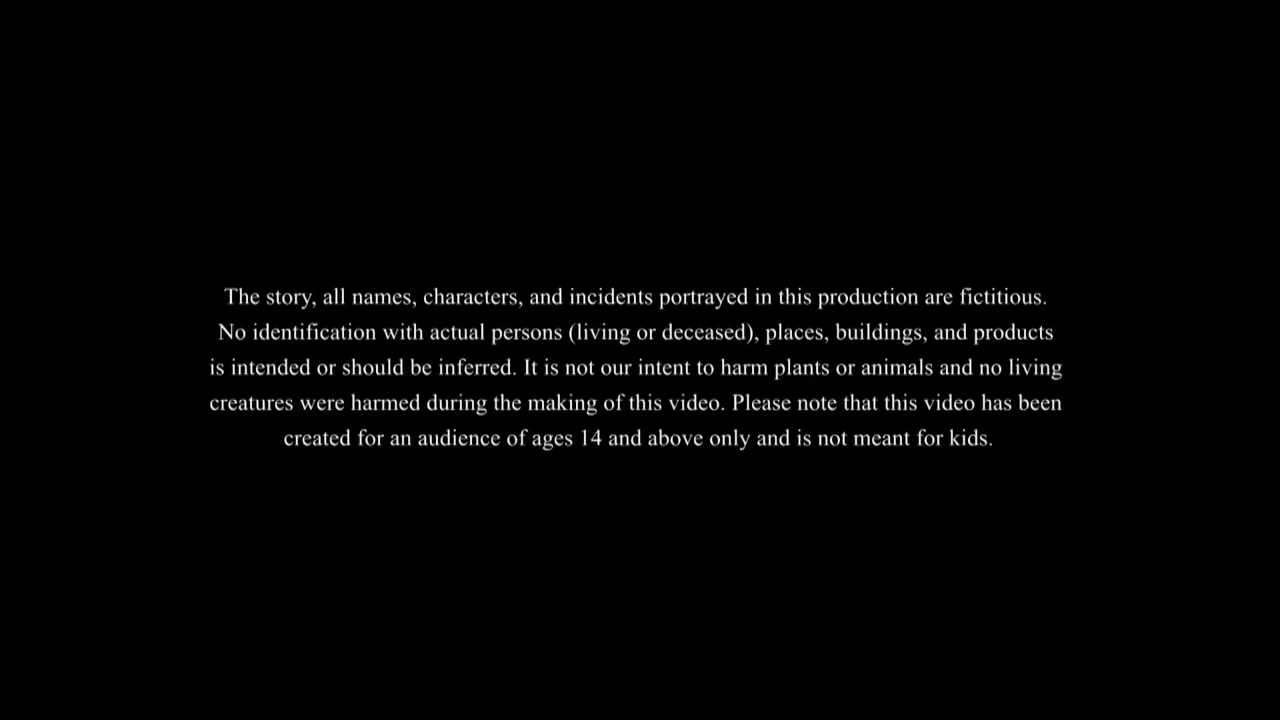 The story, all names, characters, and incidents portrayed in this production are fictitious.
No identification with actual persons (living or deceased), places, buildings, and products
is intended or should be inferred. It is not our intent to harm plants or animals and no living
creatures were harmed during the making of this video. Please note that this video has been
created for an audience of ages 14 and above only and is not meant for kids.